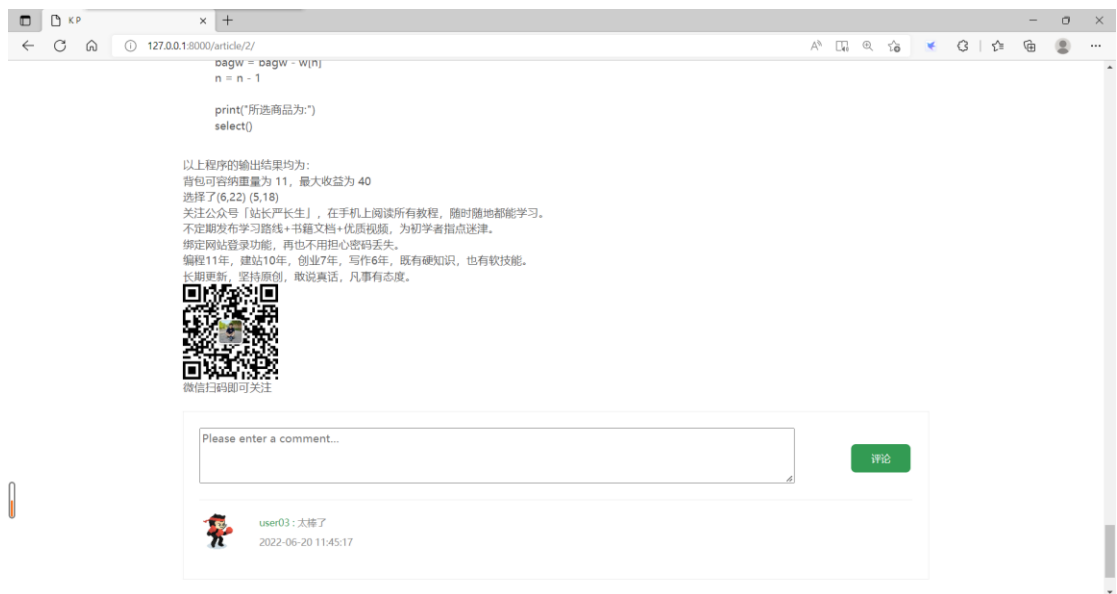 K P
127.0.0.1:8000/article/2/
bagw = bagw - w[n]
n = n - 1
print("所选商品为:")
select()
以上程序的输出结果均为：
背包可容纳重量为 11，最大收益为 40
选择了(6,22) (5,18)
关注公众号「站长严长生」，在手机上阅读所有教程，随时随地都能学习。
不定期发布学习路线+书籍文档+优质视频，为初学者指点迷津。
绑定网站登录功能，再也不用担心密码丢失。
编程11年，建站10年，创业7年，写作6年，既有硬知识，也有软技能。
长期更新，坚持原创，敢说真话，凡事有态度。
微信扫码即可关注
Please enter a comment...
评论
user03 : 太棒了
2022-06-20 11:45:17